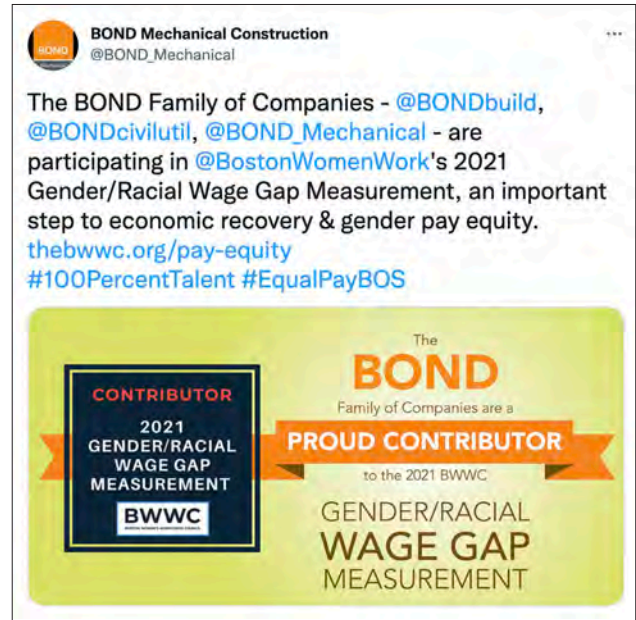 BOND
BOND Mechanical Construction
@BOND_Mechanical
The BOND Family of Companies - @BONDbuild,
@BONDcivilutil, @BOND_Mechanical - are
participating in @BostonWomenWork's 2021
Gender/Racial Wage Gap Measurement, an important
step to economic recovery & gender pay equity.
thebwwc.org/pay-equity
#100PercentTalent #EqualPayBOS
CONTRIBUTOR
2021
GENDER/RACIAL
WAGE GAP
MEASUREMENT
BWWC
The
BOND
Family of Companies are a
PROUD CONTRIBUTOR
to the 2021 BWWC
GENDER/RACIAL
WAGE GAP
MEASUREMENT